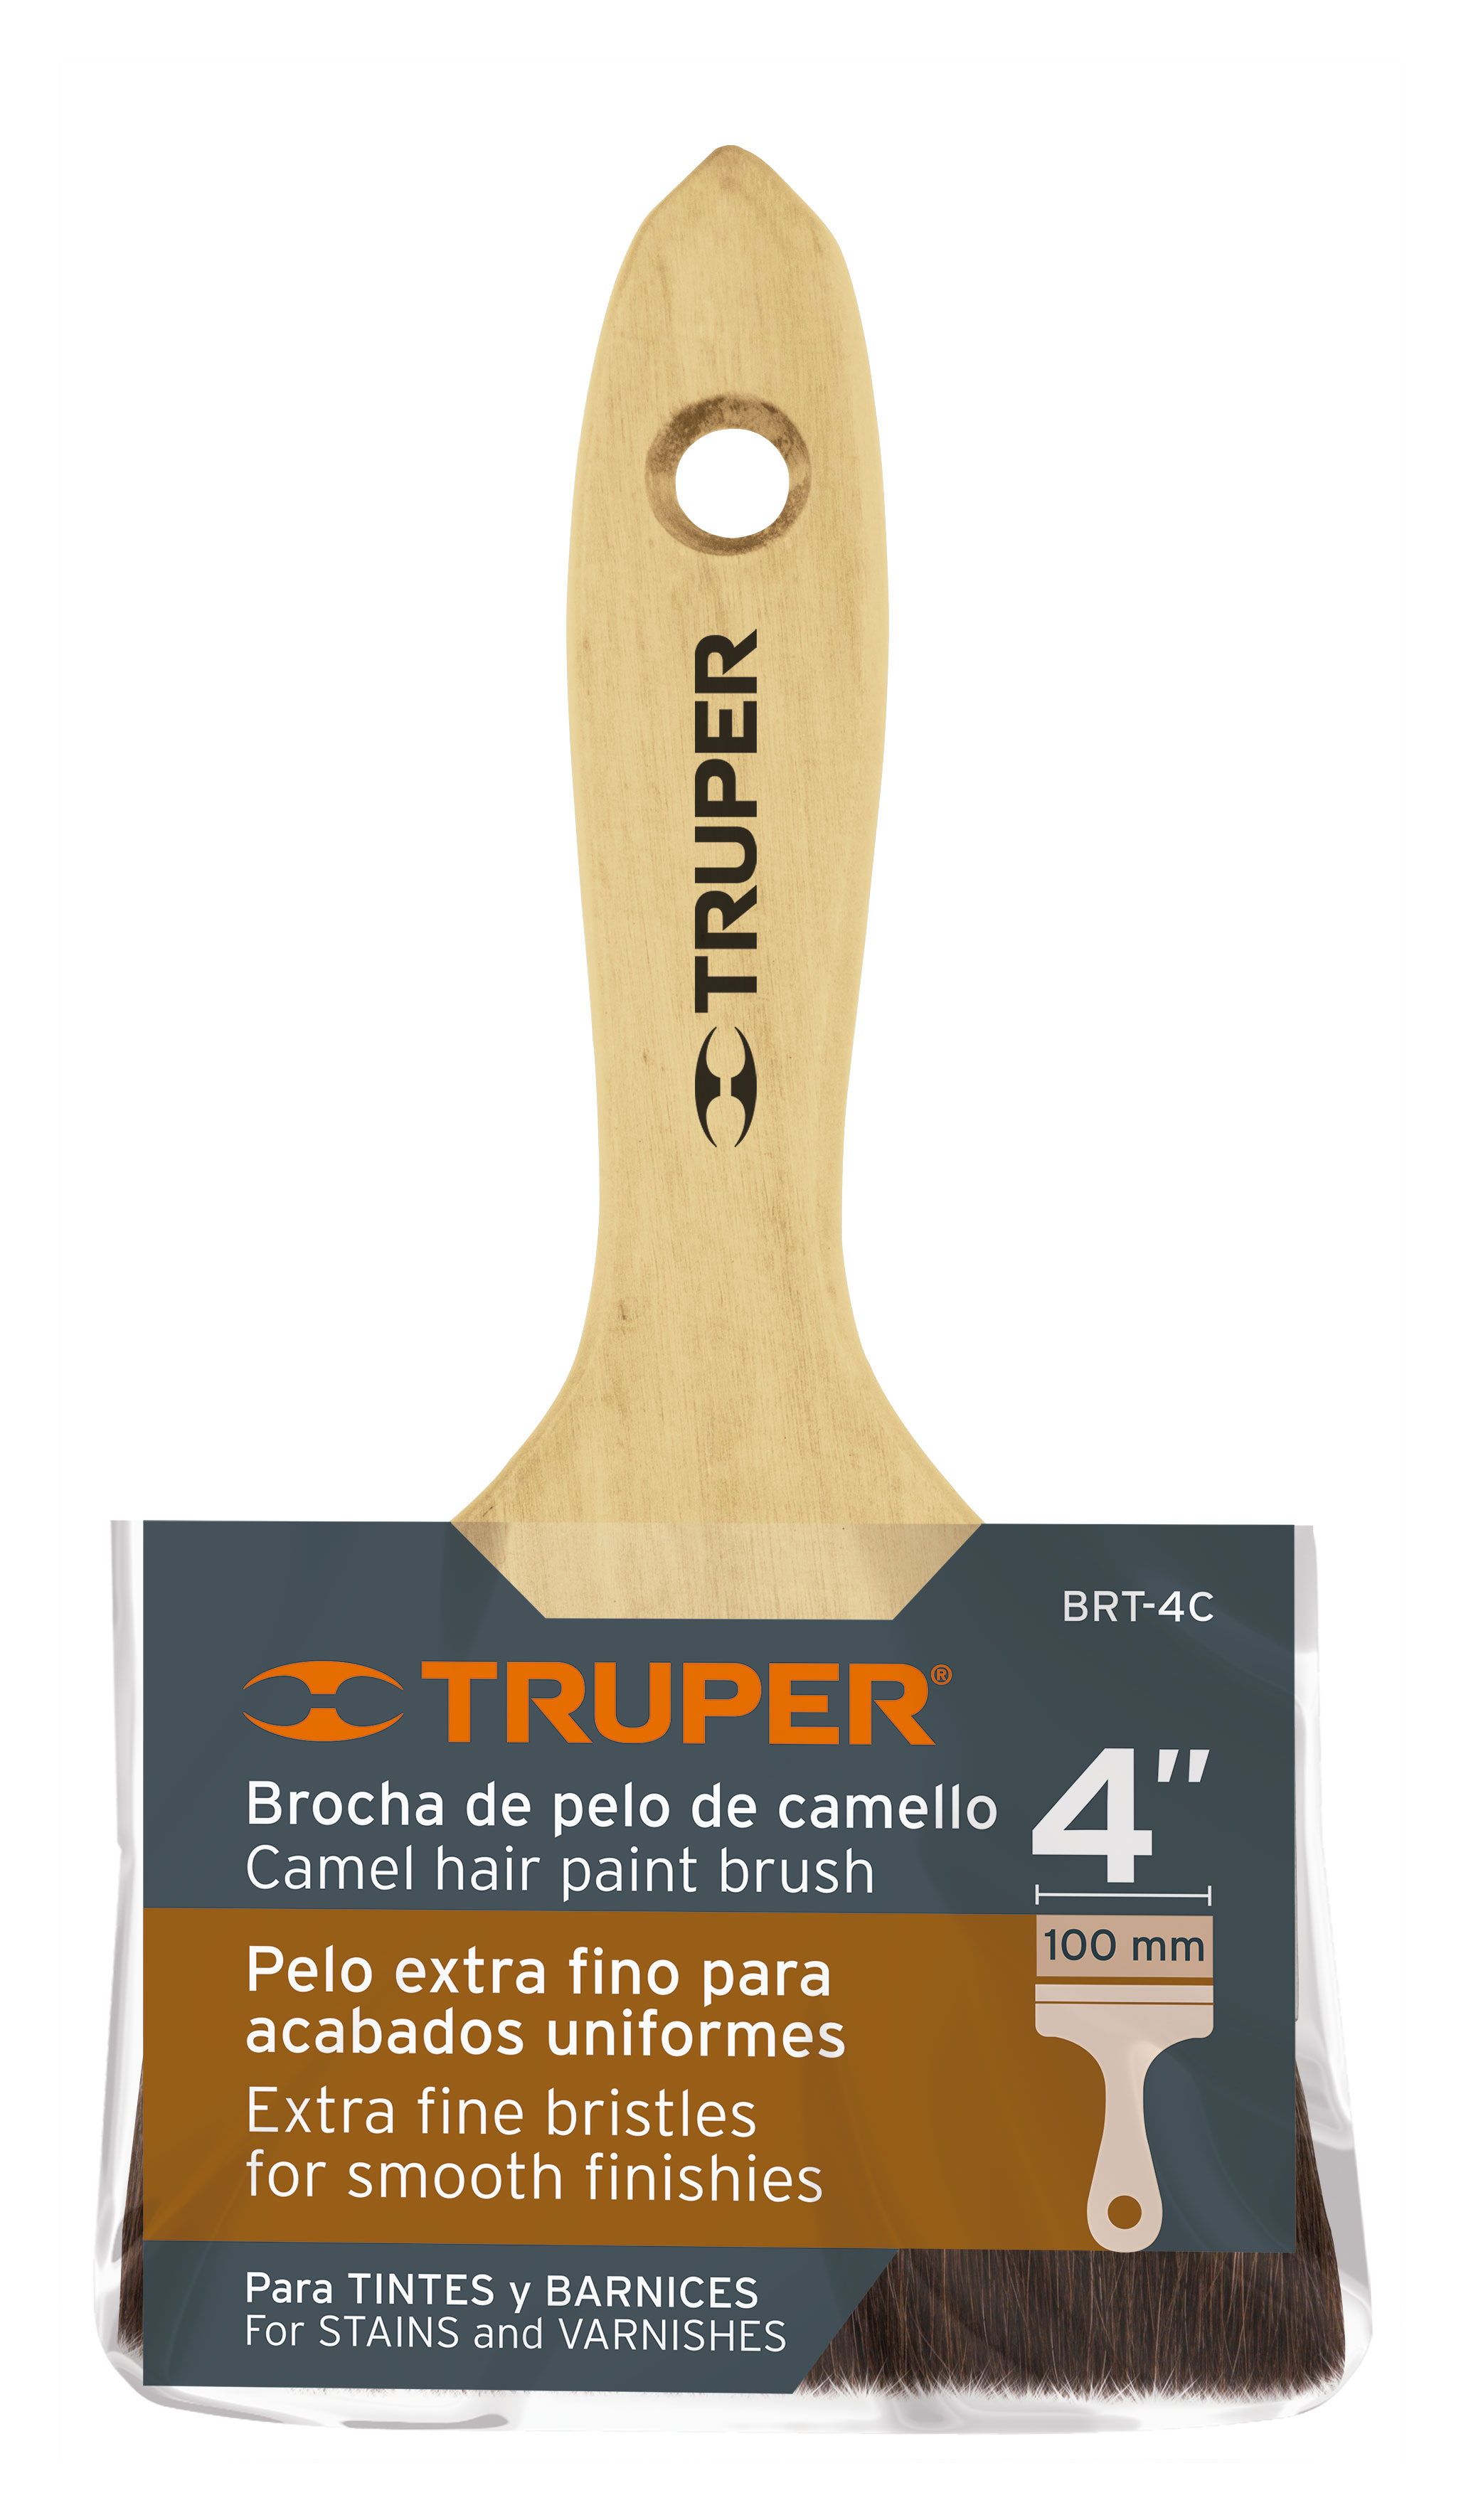 TRUPER
BRT-4C
TRUPER®
4"
Brocha de pelo de camello
Camel hair paint brush
100 mm
Pelo extra fino para
acabados uniformes
Extra fine bristles
for smooth finishies
Para TINTES y BARNICES
For STAINS and VARNISHES